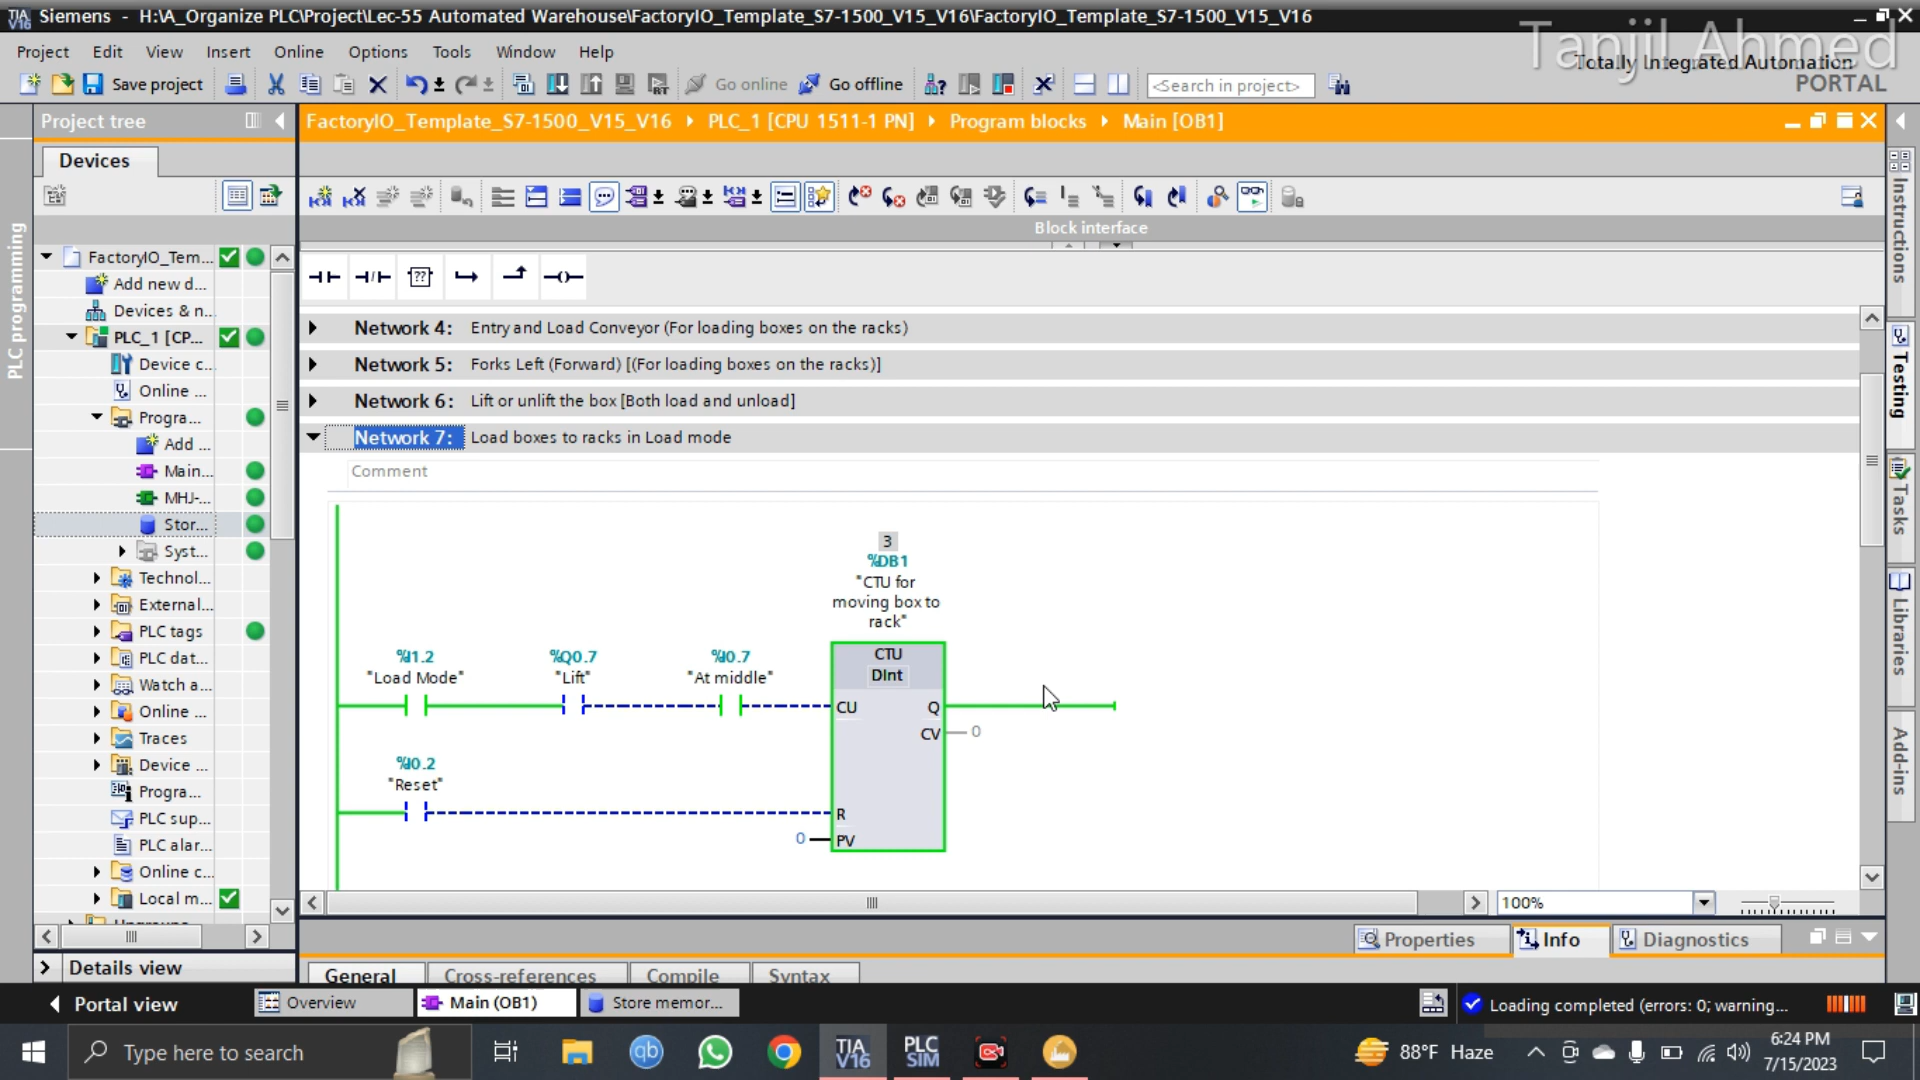 Siemens - H:\A_Organize PLC\Project\Lec-55 Automated Warehouse\FactoryIO_Template_S7-1500_V15_V16\FactoryIO_Template_S7-1500_V15_V16
Tanjil Ahmed
Project Edit View Insert Online Options Tools Window Help
Totally Integrated Automation
PORTAL
Save project
Go online
Go offline
<Search in project>
Project tree
FactoryIO_Template_S7-1500_V15_V16 PLC_1 [CPU 1511-1 PN] Program blocks Main [OB1]
Devices
PLC programming
Block interface
FactoryIO_Tem...
Add new d...
Devices & n...
PLC_1 [CP...
Device c...
Online ...
Progra...
Add ...
Main...
MHJ-...
Stor...
Syst...
Technol...
External...
PLC tags
PLC dat...
Watch a...
Online ...
Traces
Device ...
Progra...
PLC sup...
PLC alar...
Online c...
Local m...
Details view
??
Network 4: Entry and Load Conveyor (For loading boxes on the racks)
Network 5: Forks Left (Forward) [(For loading boxes on the racks)]
Network 6: Lift or unlift the box [Both load and unload]
Network 7: Load boxes to racks in Load mode
Comment
3
%DB1
"CTU for
moving box to
rack"
CTU
DInt
%I1.2
"Load Mode"
%Q0.7
"Lift"
%I0.7
"At middle"
CU
Q
CV
0
%I0.2
"Reset"
R
0
PV
100%
Properties
Info
Diagnostics
General
Cross-references
Compile
Syntax
Instructions
Testing
Tasks
Libraries
Add-ins
Portal view
Overview
Main (OB1)
Store memor...
Loading completed (errors: 0; warning...
Type here to search
qb
TIA
V16
PLC
SIM
88°F Haze
6:24 PM
7/15/2023